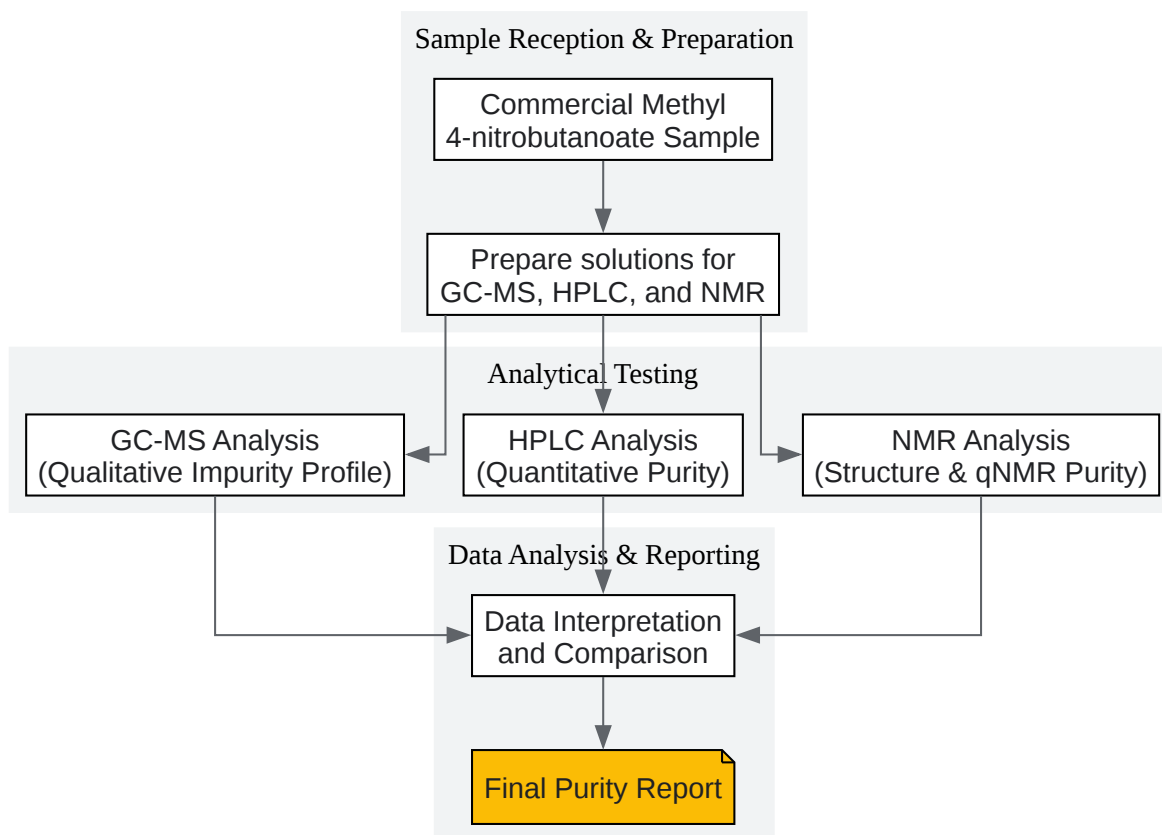 Sample Reception & Preparation
Commercial Methyl
4-nitrobutanoate Sample
Prepare solutions for
GC-MS, HPLC, and NMR
Analytical Testing
GC-MS Analysis
(Qualitative Impurity Profile)
HPLC Analysis
(Quantitative Purity)
NMR Analysis
(Structure & qNMR Purity)
Data Analysis & Reporting
Data Interpretation
and Comparison
Final Purity Report